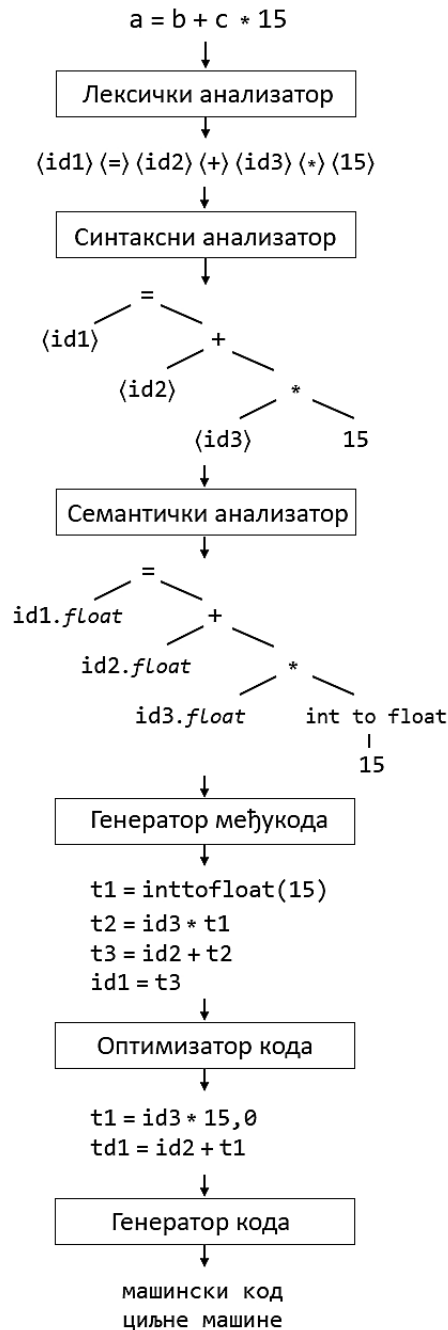 a = b + c * 15
Лексички анализатор
⟨id1⟩ ⟨=⟩ ⟨id2⟩ ⟨+⟩ ⟨id3⟩ ⟨*⟩ ⟨15⟩
Синтаксни анализатор
=
⟨id1⟩ +
⟨id2⟩ *
⟨id3⟩ 15
Семантички анализатор
=
id1.float +
id2.float *
id3.float int to float
15
Генератор међукода
t1 = inttofloat(15)
t2 = id3 * t1
t3 = id2 + t2
id1 = t3
Оптимизатор кода
t1 = id3 * 15,0
td1 = id2 + t1
Генератор кода
машински код
циљне машине